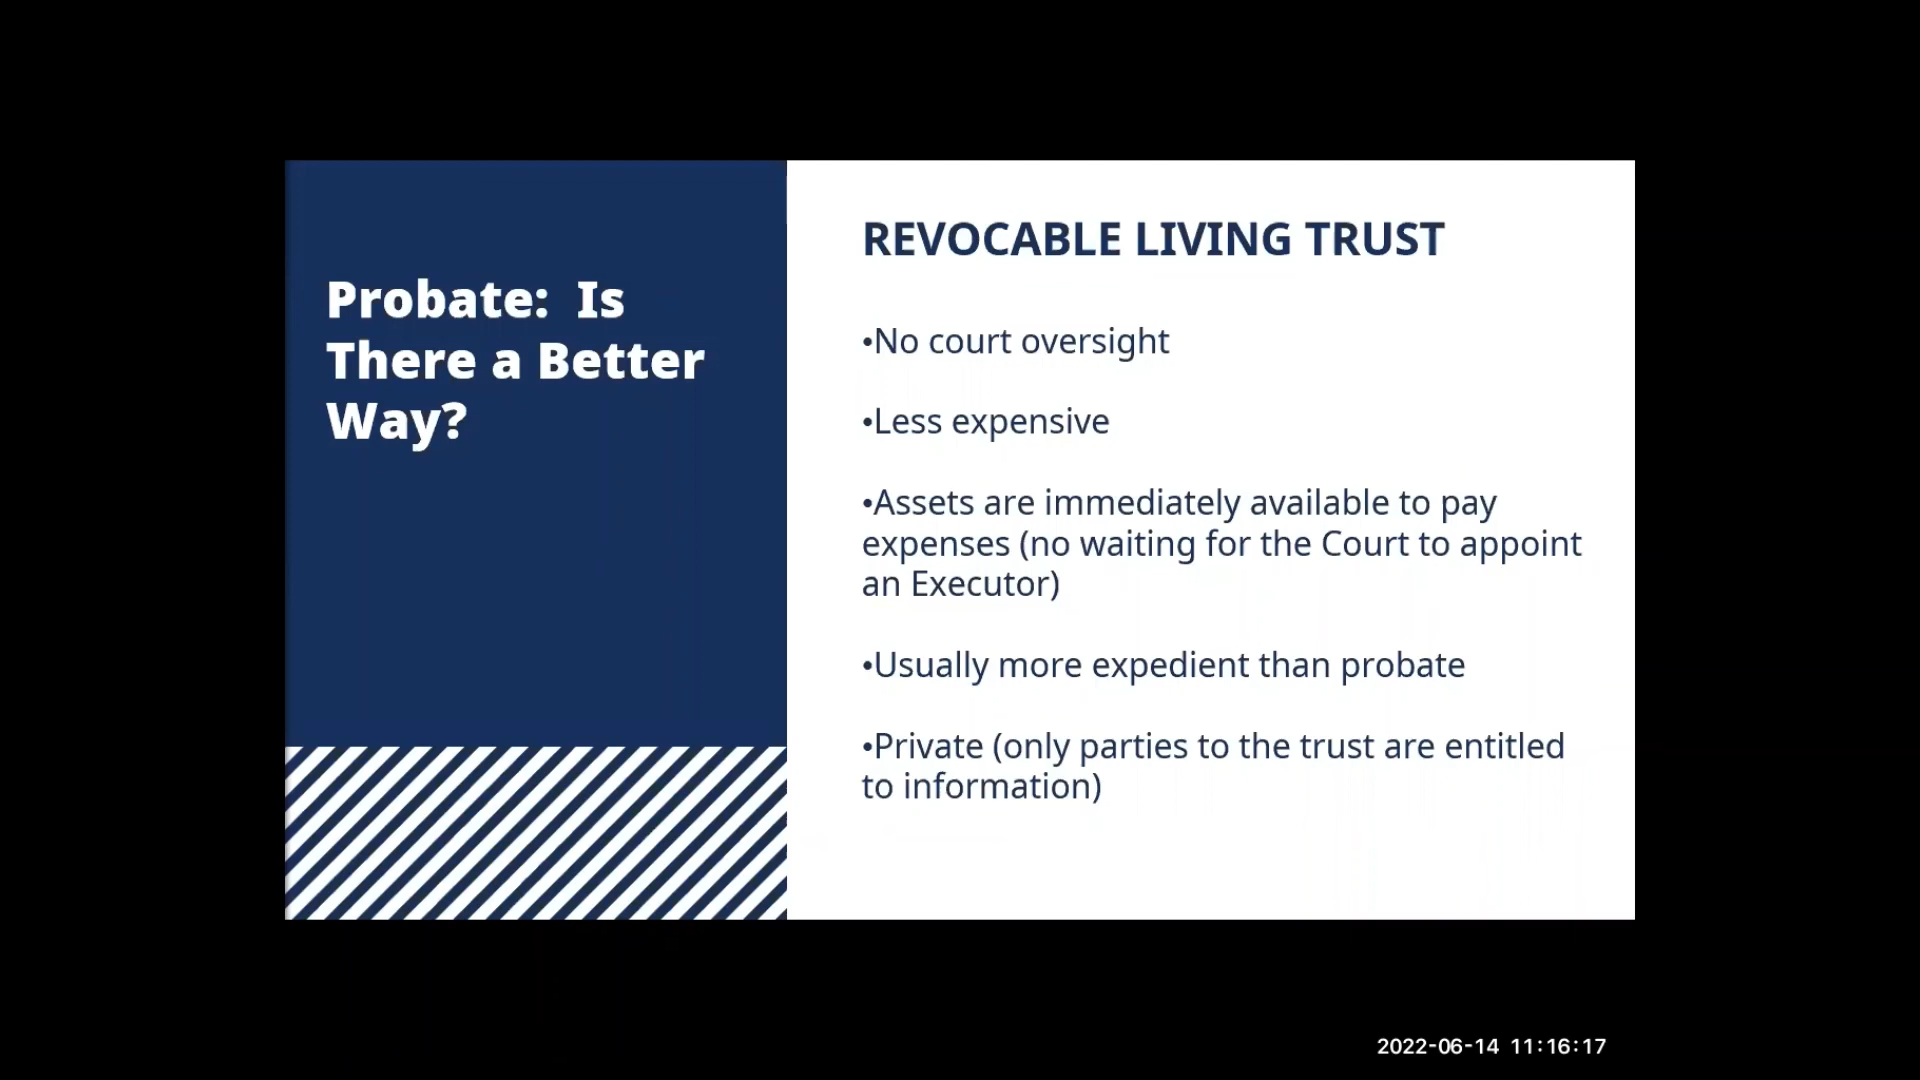 Probate:  Is
There a Better
Way?
REVOCABLE LIVING TRUST
•No court oversight
•Less expensive
•Assets are immediately available to pay
expenses (no waiting for the Court to appoint
an Executor)
•Usually more expedient than probate
•Private (only parties to the trust are entitled
to information)
2022-06-14 11:16:17